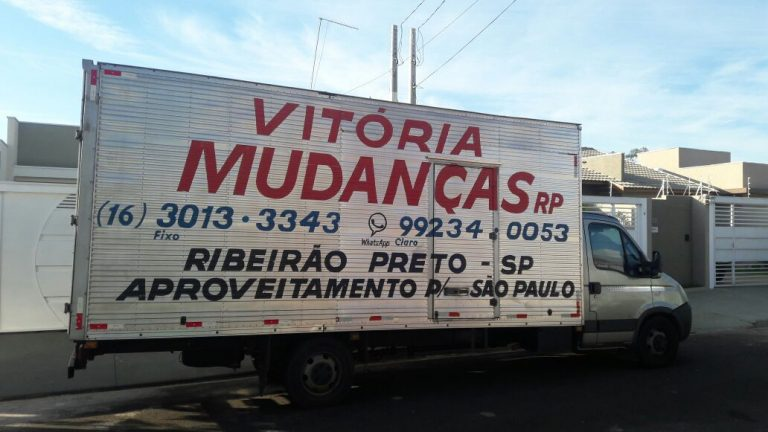 VITÓRIA
MUDANÇAS RP
(16) 3013·3343 99234·0053
Fixo WhatsApp Claro
RIBEIRÃO PRETO - SP
APROVEITAMENTO P/ SÃO PAULO